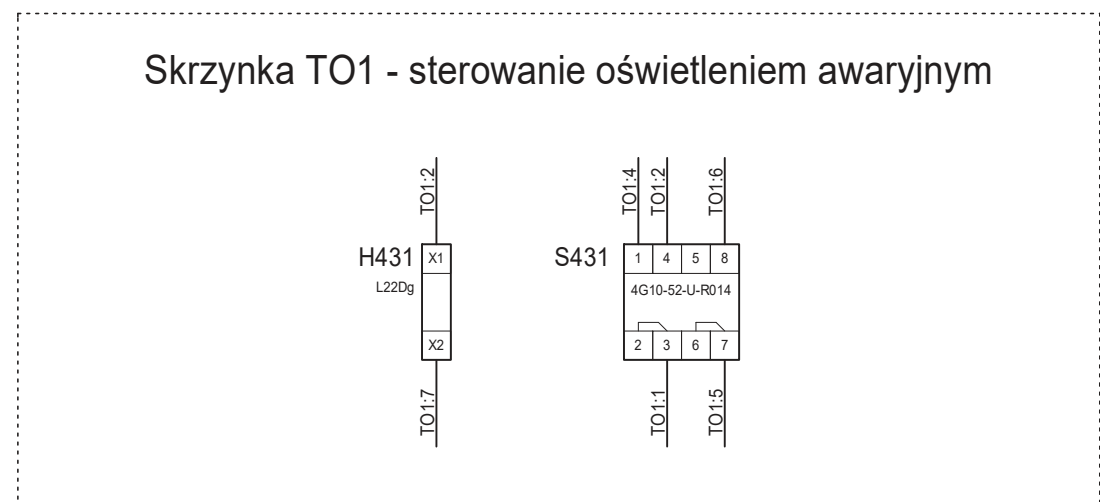 Skrzynka TO1 - sterowanie oświetleniem awaryjnym
TO1:2
H431
L22Dg
X1
X2
TO1:7
TO1:4
TO1:2
TO1:6
S431
1 4 5 8
4G10-52-U-R014
2 3 6 7
TO1:1
TO1:5